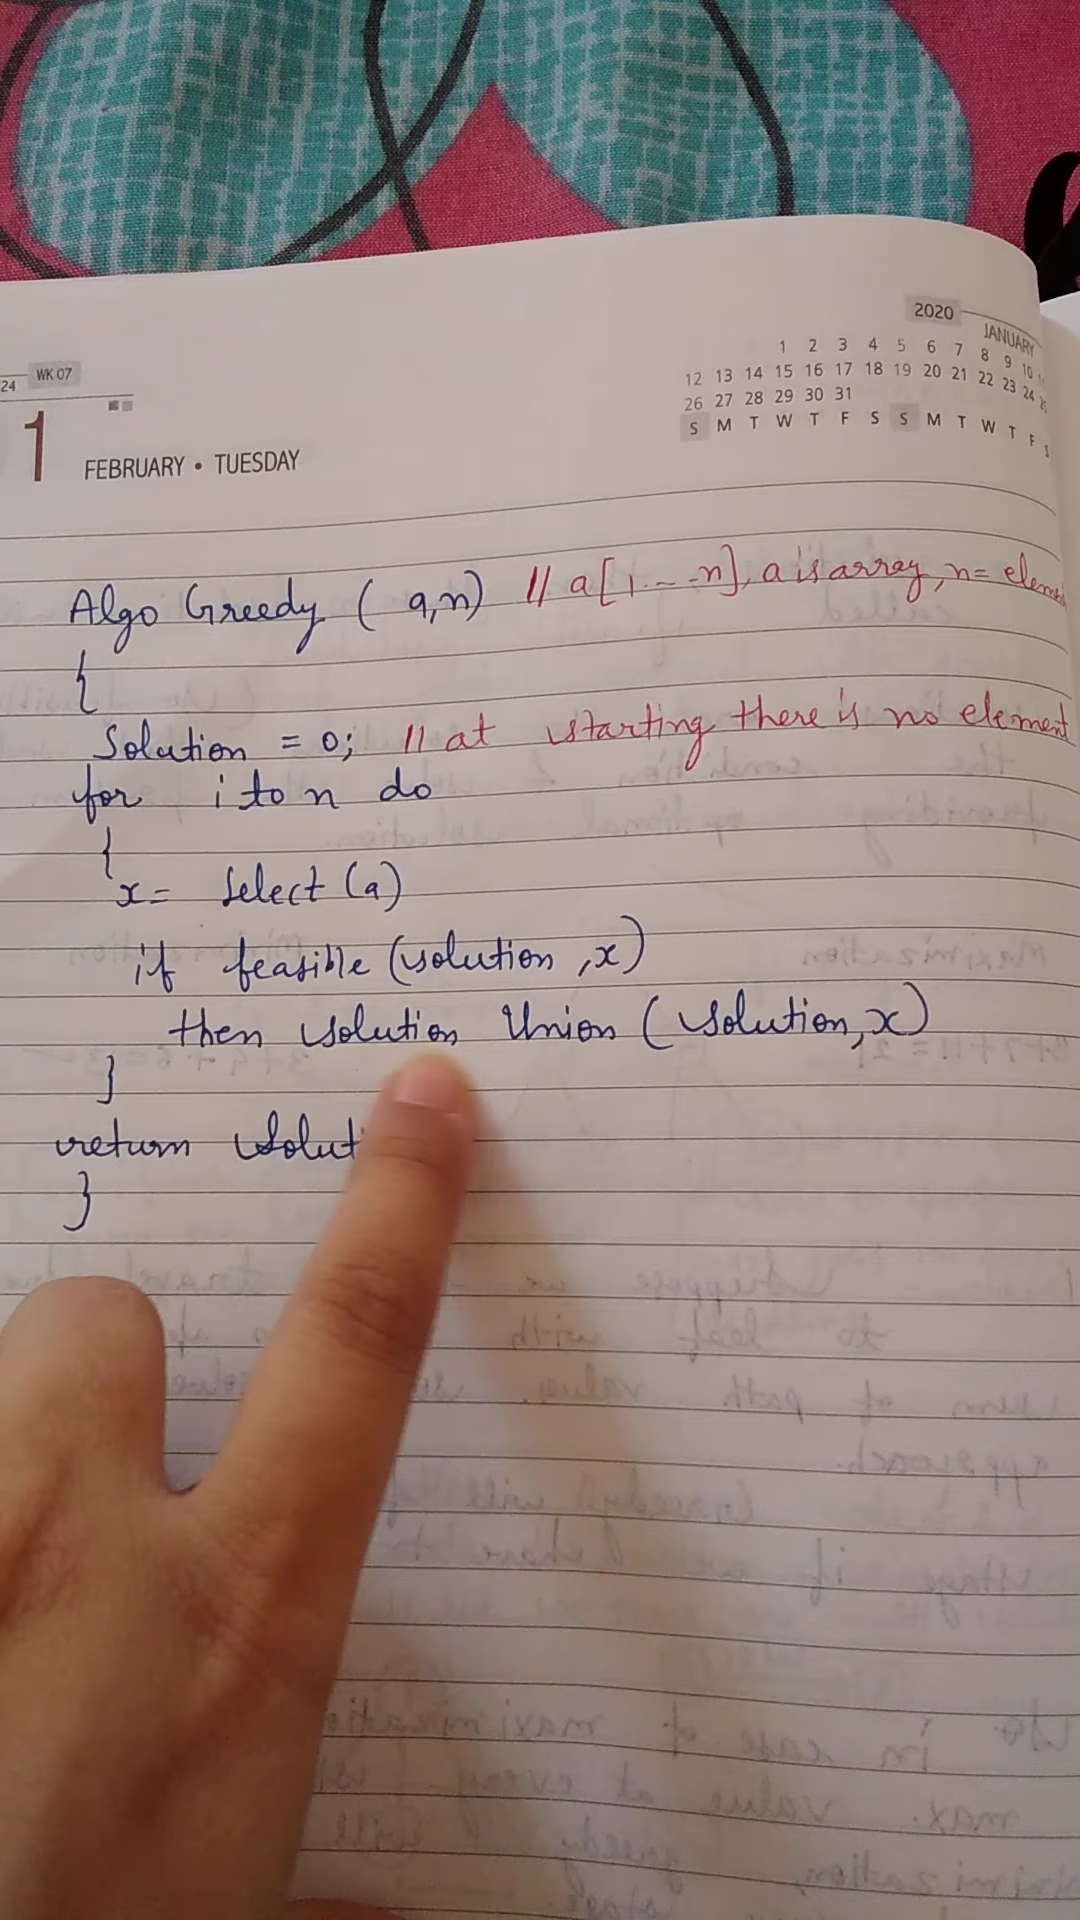 2020 JANUARY
1 2 3 4 5 6 7 8 9 10
12 13 14 15 16 17 18 19 20 21 22 23 24 25
26 27 28 29 30 31
S M T W T F S S M T W T F S
24 WK 07
1 FEBRUARY • TUESDAY
Algo Greedy (a,n) // a[1...n], a is array, n=
{
Solution = 0; // at starting there is no element
for i to n do
{
x= Select (a)
if feasible (solution, x)
then solution Union (solution, x)
}
return
}